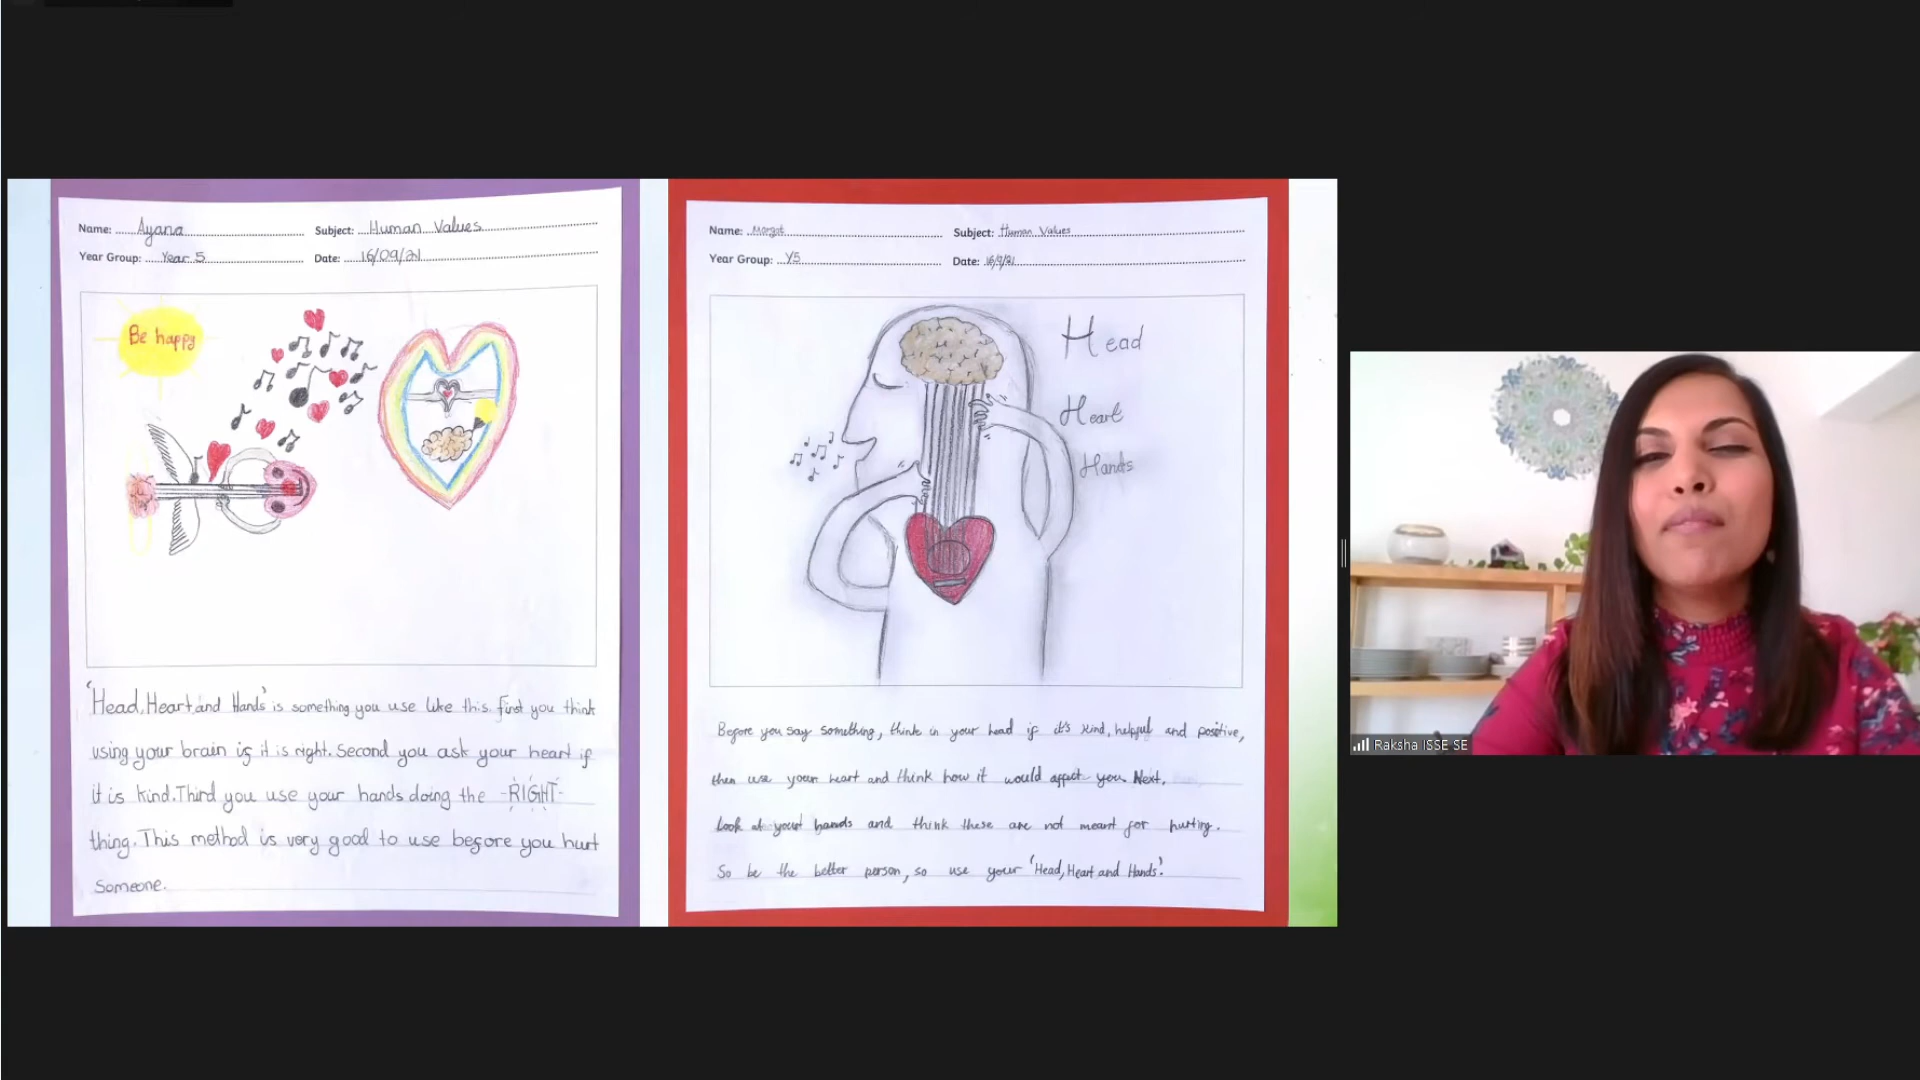 Name: Ayana Subject: Human Values
Year Group: Year 5 Date: 16/09/21
Be happy
'Head, Heart and Hands' is something you use like this. First you think
using your brain if it is right. Second you ask your heart if
it is kind. Third you use your hands doing the -RIGHT-
thing. This method is very good to use before you hurt
someone.
Name: Margot Subject: Human Values
Year Group: Y5 Date: 16/9/21
Head
Heart
Hands
Before you say something, think in your head if it's kind, helpful and positive,
then use your heart and think how it would affect you. Next,
Look at your hands and think these are not meant for hurting.
So be the better person, so use your 'Head, Heart and Hands'.
Raksha ISSE SE